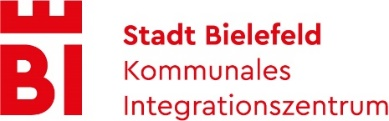 BI
Stadt Bielefeld
Kommunales
Integrationszentrum